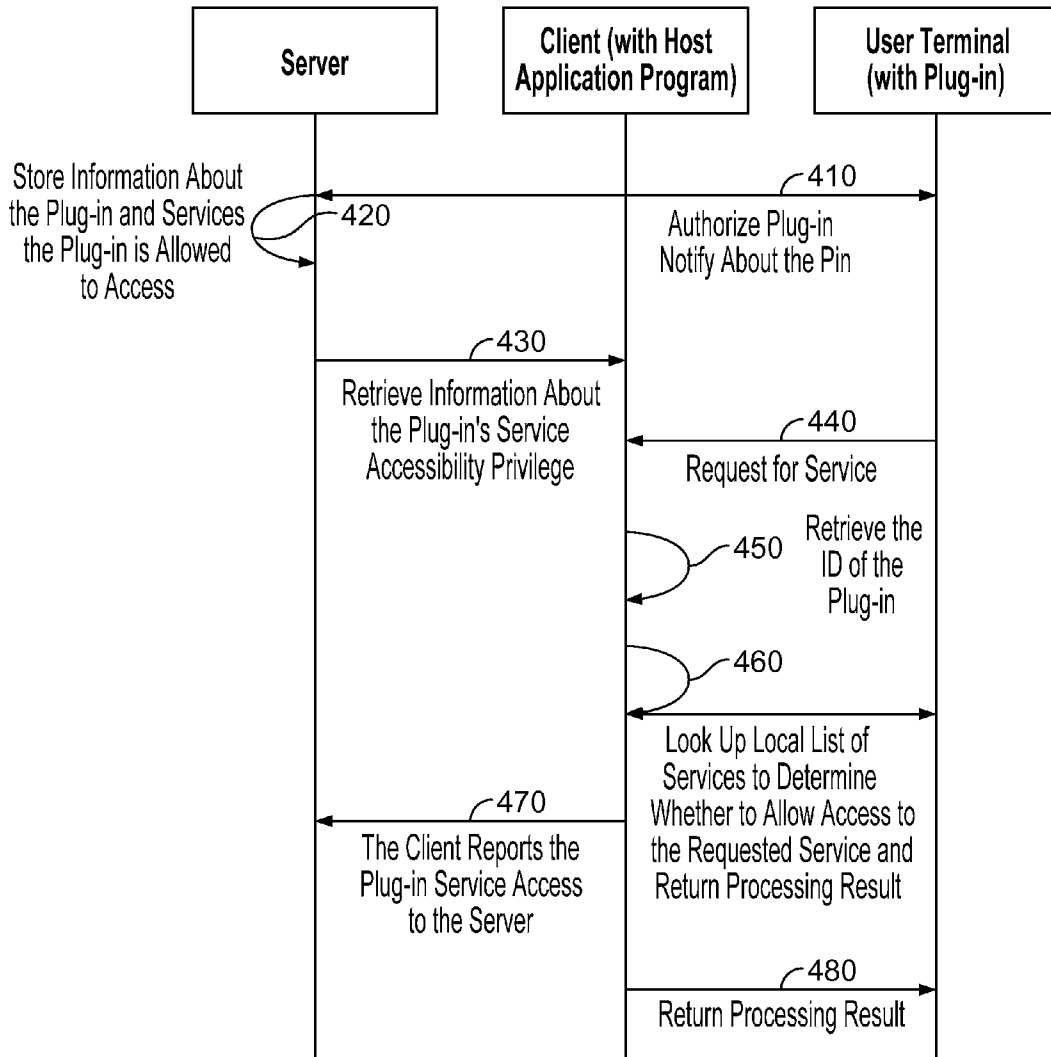 Server
Client (with Host
Application Program)
User Terminal
(with Plug-in)
410
Authorize Plug-in
Notify About the Pin
Store Information About
the Plug-in and Services
the Plug-in is Allowed
to Access
420
430
Retrieve Information About
the Plug-in's Service
Accessibility Privilege
440
Request for Service
450
Retrieve the
ID of the
Plug-in
460
Look Up Local List of
Services to Determine
Whether to Allow Access to
the Requested Service and
Return Processing Result
470
The Client Reports the
Plug-in Service Access
to the Server
480
Return Processing Result